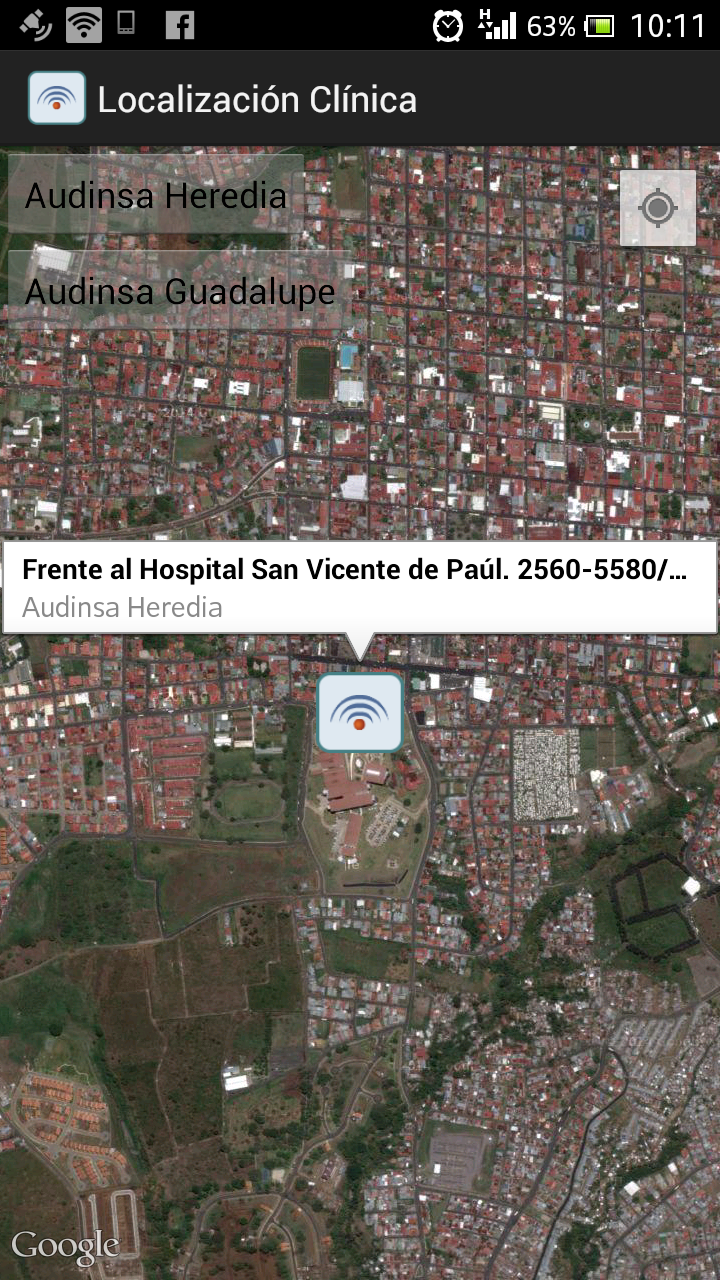 H
63%
10:11
Localización Clínica
Audinsa Heredia
Audinsa Guadalupe
Frente al Hospital San Vicente de Paúl. 2560-5580/...
Audinsa Heredia
Google